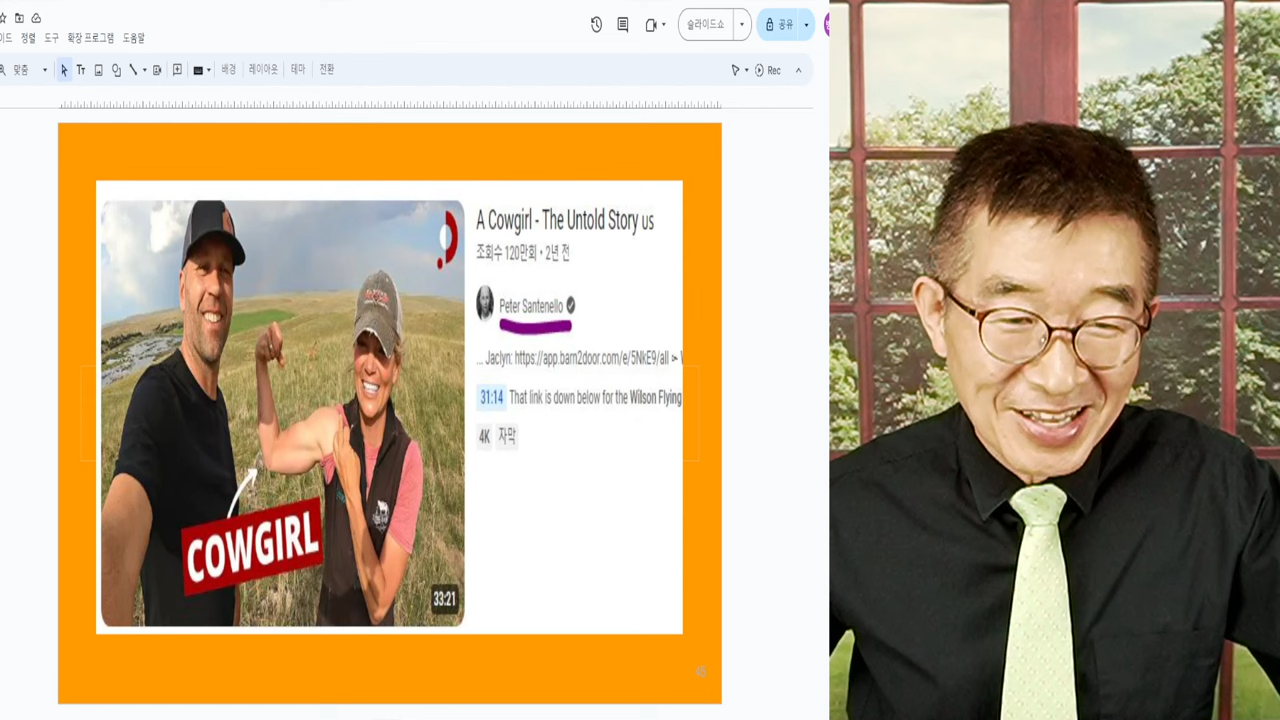 이드 정렬 도구 확장 프로그램 도움말
슬라이드쇼
공유
맞춤
배경 레이아웃 테마 전환
Rec
A Cowgirl - The Untold Story us
조회수 120만회 • 2년 전
Peter Santenello
... Jaclyn: https://app.barn2door.com/e/5NkE9/all ➣
31:14 That link is down below for the Wilson Flying
4K 자막
COWGIRL
33:21